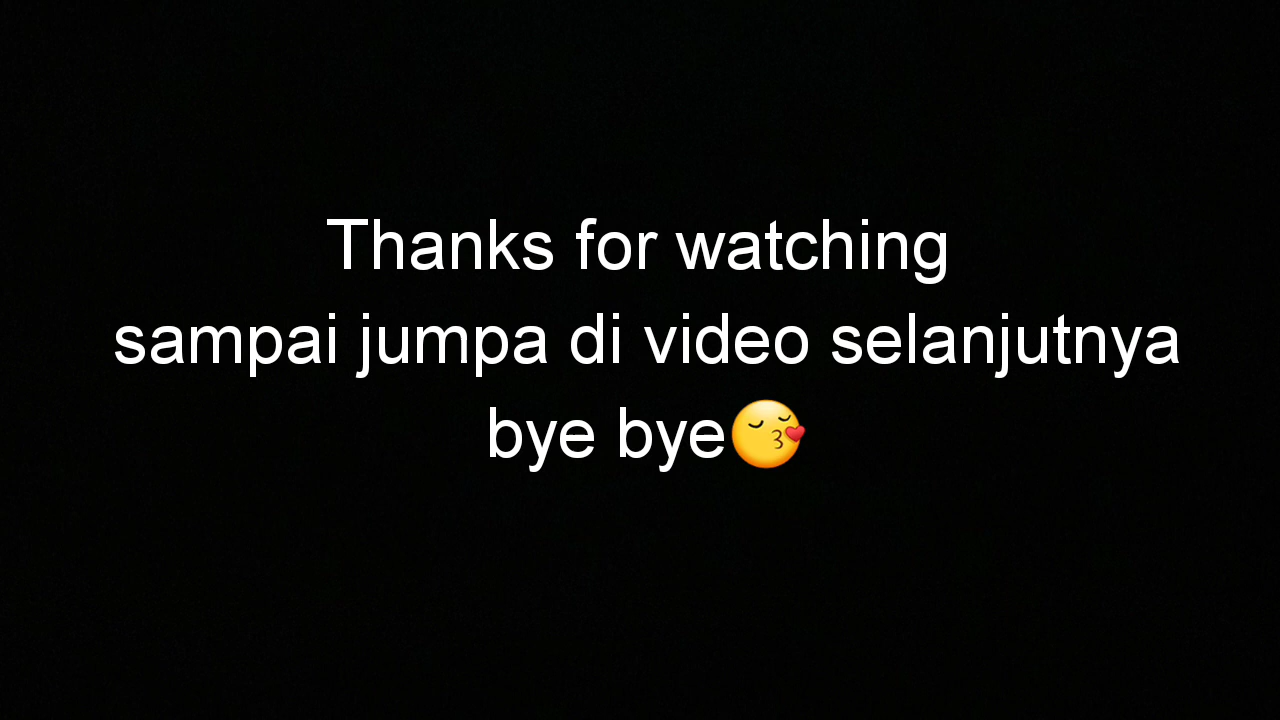 Thanks for watching
sampai jumpa di video selanjutnya
bye bye😚